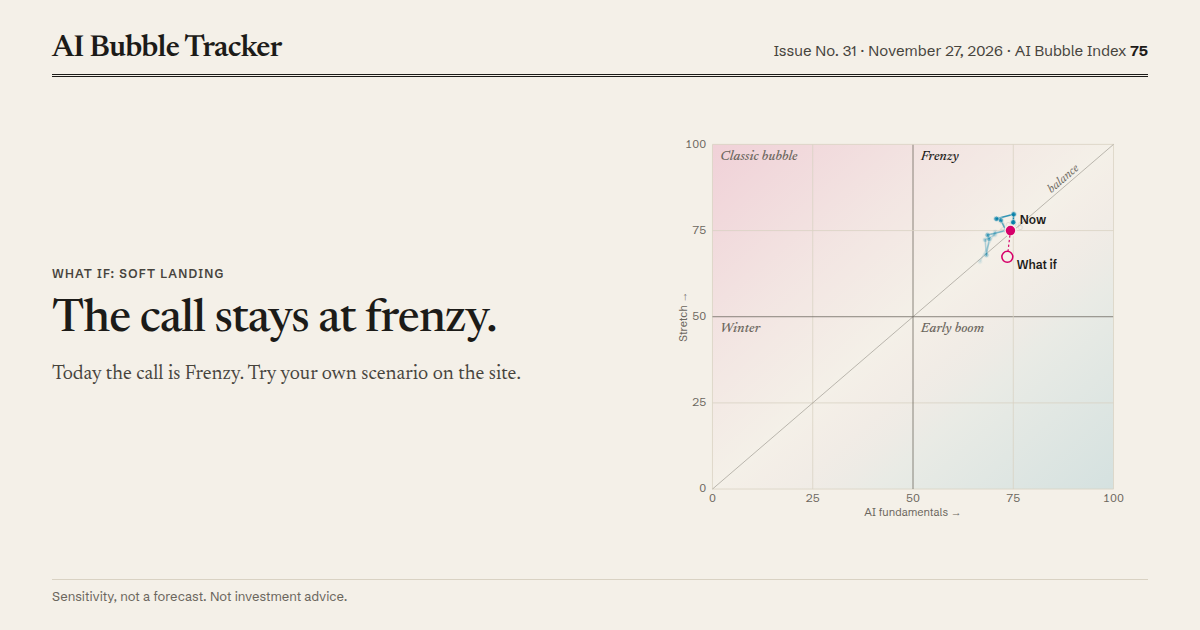 AI Bubble Tracker
Issue No. 31 · November 27, 2026 · AI Bubble Index 75
WHAT IF: SOFT LANDING
The call stays at frenzy.
Today the call is Frenzy. Try your own scenario on the site.
100
Classic bubble
Frenzy
balance
Now
75
What if
Stretch →
50
Winter
Early boom
25
0
0
25
50
75
100
AI fundamentals →
Sensitivity, not a forecast. Not investment advice.